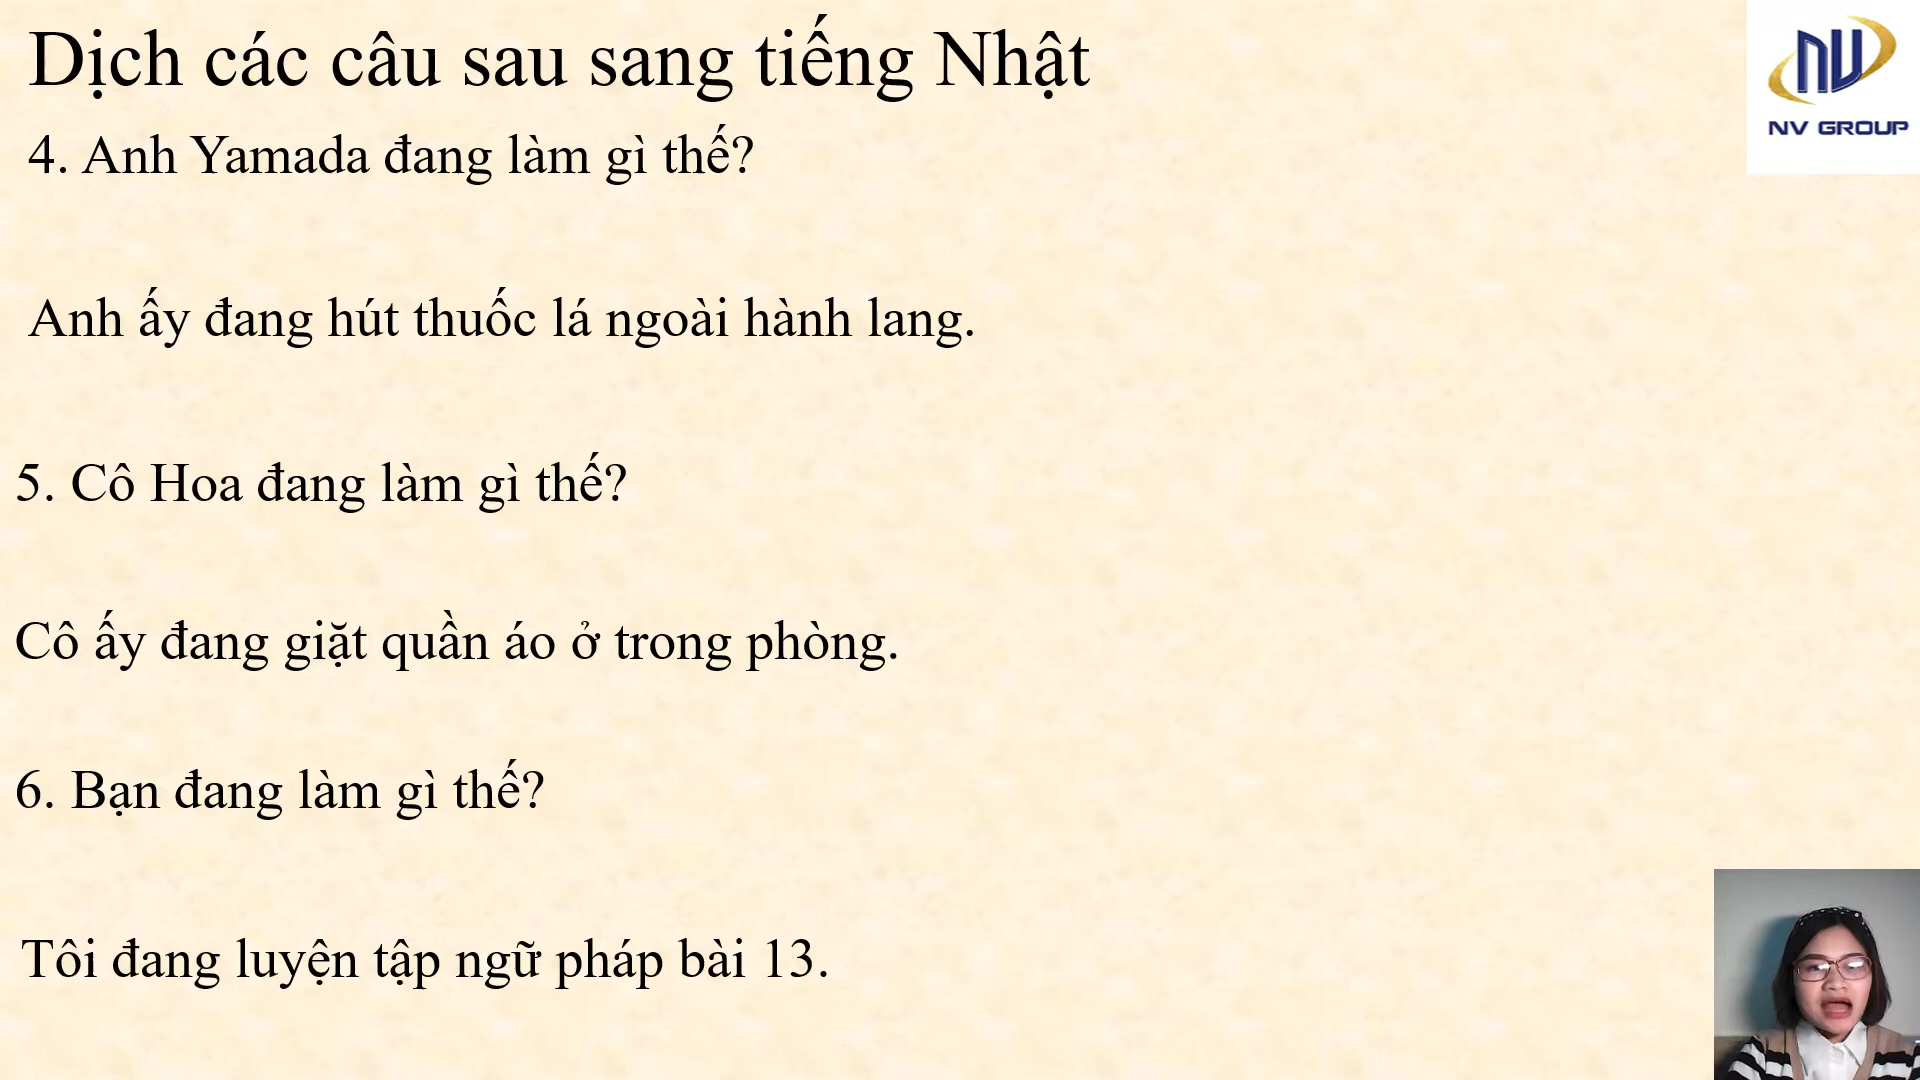 Dịch các câu sau sang tiếng Nhật
NV GROUP
4. Anh Yamada đang làm gì thế?
Anh ấy đang hút thuốc lá ngoài hành lang.
5. Cô Hoa đang làm gì thế?
Cô ấy đang giặt quần áo ở trong phòng.
6. Bạn đang làm gì thế?
Tôi đang luyện tập ngữ pháp bài 13.